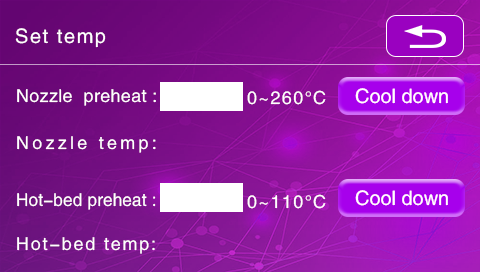 Set temp
Nozzle preheat : 0~260°C Cool down
Nozzle temp:
Hot-bed preheat : 0~110°C Cool down
Hot-bed temp: